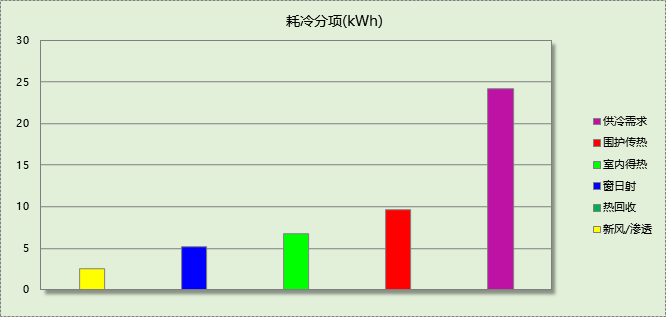 耗冷分项(kWh)
30
25
20
15
10
5
0
供冷需求
围护传热
室内得热
窗日射
热回收
新风/渗透